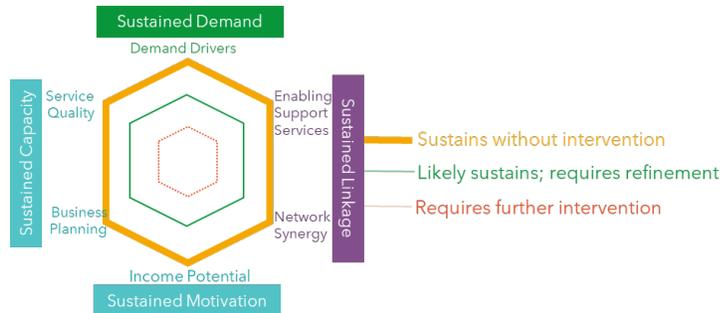 Sustained Demand
Demand Drivers
Sustained Capacity
Service
Quality
Enabling
Support
Services
Sustained Linkage
Sustains without intervention
Likely sustains; requires refinement
Requires further intervention
Business
Planning
Network
Synergy
Income Potential
Sustained Motivation